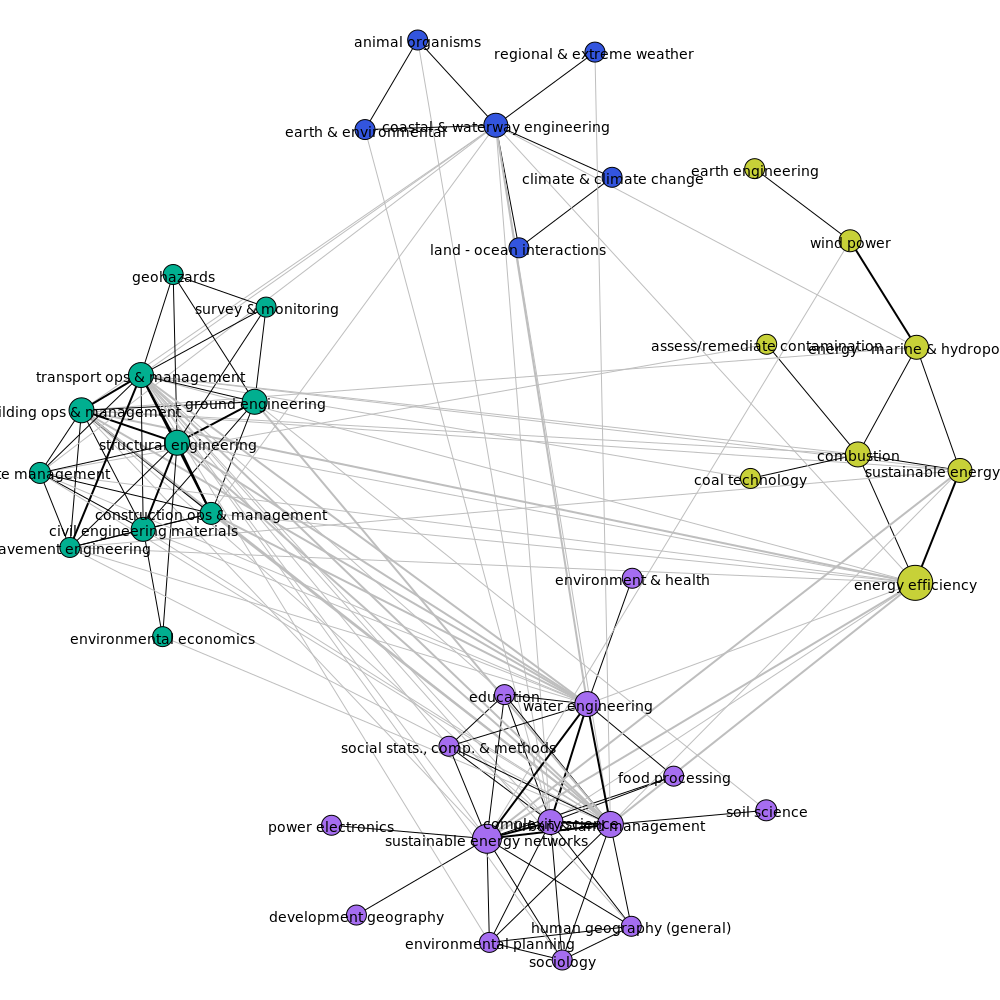 animal organisms
regional & extreme weather
earth & environmental
coastal & waterway engineering
earth engineering
climate & climate change
wind power
land - ocean interactions
geohazards
survey & monitoring
assess/remediate contamination
energy - marine & hydropo
transport ops & management
ground engineering
ilding ops & management
structural engineering
combustion
sustainable energy
te management
coal technology
construction ops & management
civil engineering materials
avement engineering
environment & health
energy efficiency
environmental economics
education
water engineering
social stats., comp. & methods
food processing
soil science
power electronics
complexity science
urban & land management
sustainable energy networks
development geography
human geography (general)
environmental planning
sociology